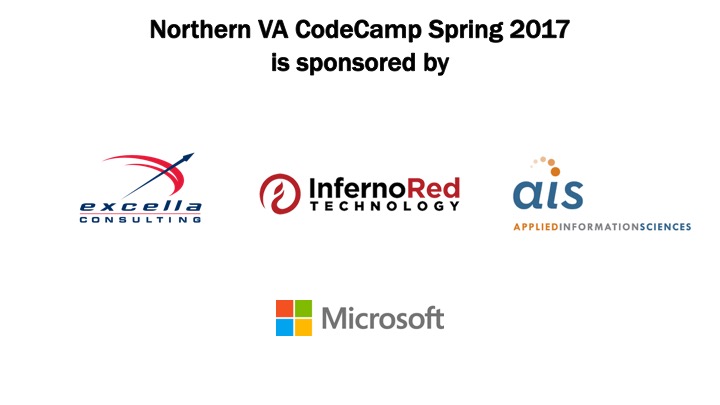 Northern VA CodeCamp Spring 2017
is sponsored by
excella
CONSULTING
InfernoRed
TECHNOLOGY
ais
APPLIEDINFORMATIONSCIENCES
Microsoft